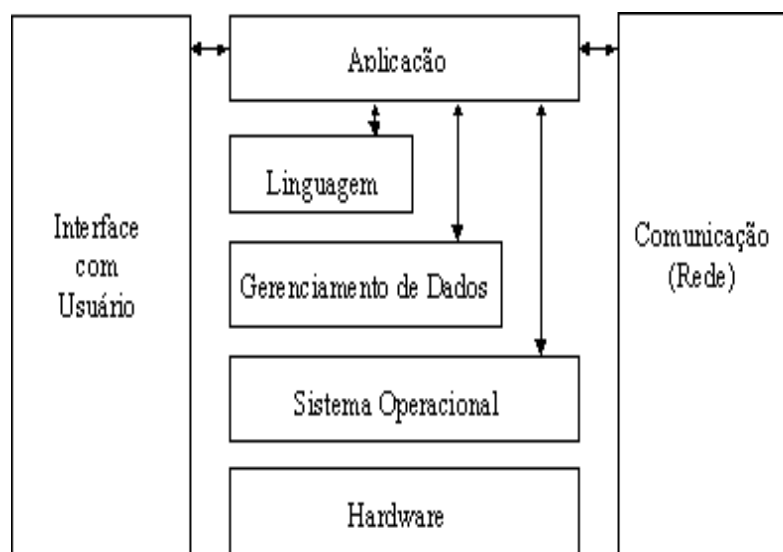 Interface
com
Usuário
Aplicação
Linguagem
Gerenciamento de Dados
Sistema Operacional
Hardware
Comunicação
(Rede)